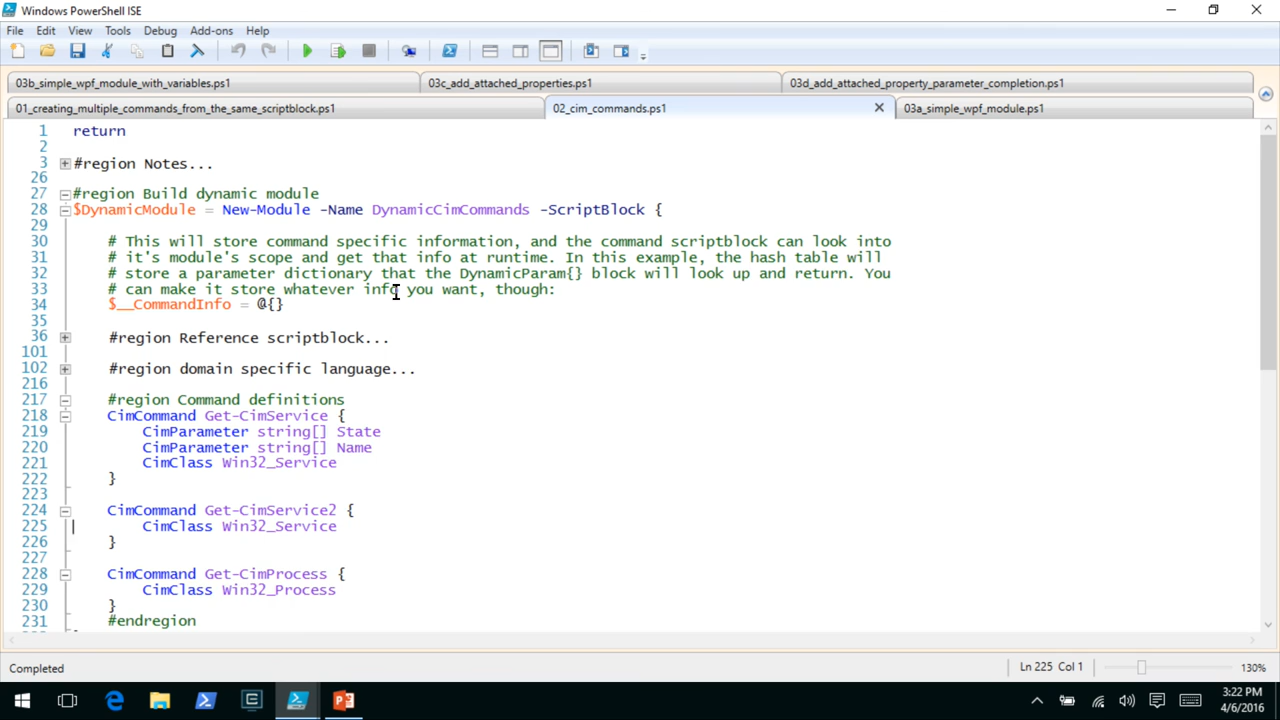 Windows PowerShell ISE
File Edit View Tools Debug Add-ons Help
03b_simple_wpf_module_with_variables.ps1 03c_add_attached_properties.ps1 03d_add_attached_property_parameter_completion.ps1
01_creating_multiple_commands_from_the_same_scriptblock.ps1 02_cim_commands.ps1 03a_simple_wpf_module.ps1
1 return
2
3 #region Notes...
26
27 #region Build dynamic module
28 $DynamicModule = New-Module -Name DynamicCimCommands -ScriptBlock {
29
30 # This will store command specific information, and the command scriptblock can look into
31 # it's module's scope and get that info at runtime. In this example, the hash table will
32 # store a parameter dictionary that the DynamicParam{} block will look up and return. You
33 # can make it store whatever info you want, though:
34 $__CommandInfo = @{}
35
36 #region Reference scriptblock...
101
102 #region domain specific language...
216
217 #region Command definitions
218 CimCommand Get-CimService {
219 CimParameter string[] State
220 CimParameter string[] Name
221 CimClass Win32_Service
222 }
223
224 CimCommand Get-CimService2 {
225 CimClass Win32_Service
226 }
227
228 CimCommand Get-CimProcess {
229 CimClass Win32_Process
230 }
231 #endregion
Completed Ln 225 Col 1 130%
3:22 PM
4/6/2016